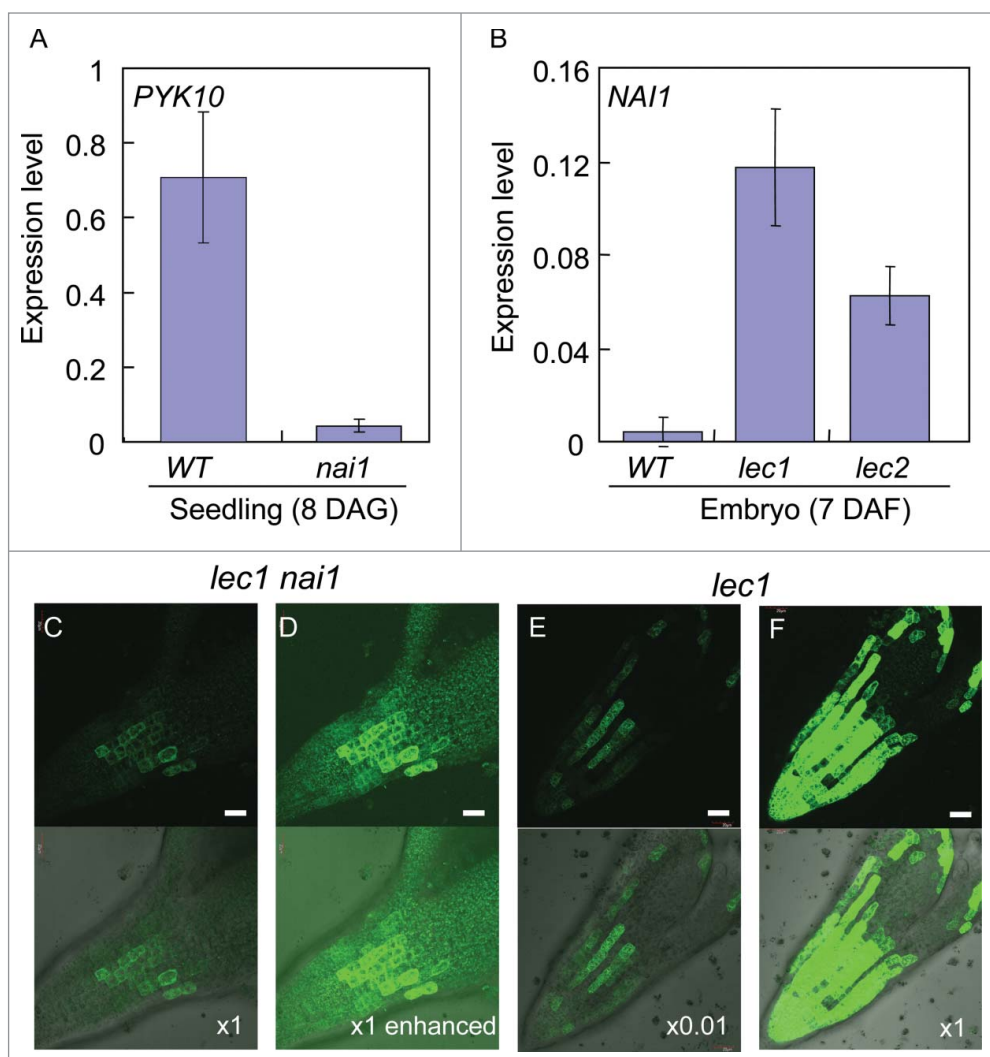 A
PYK10
Expression level
1
0.8
0.6
0.4
0.2
0
WT nai1
Seedling (8 DAG)
B
NAI1
Expression level
0.16
0.12
0.08
0.04
0
WT lec1 lec2
Embryo (7 DAF)
lec1 nai1
lec1
C
D
E
F
x1
x1 enhanced
x0.01
x1